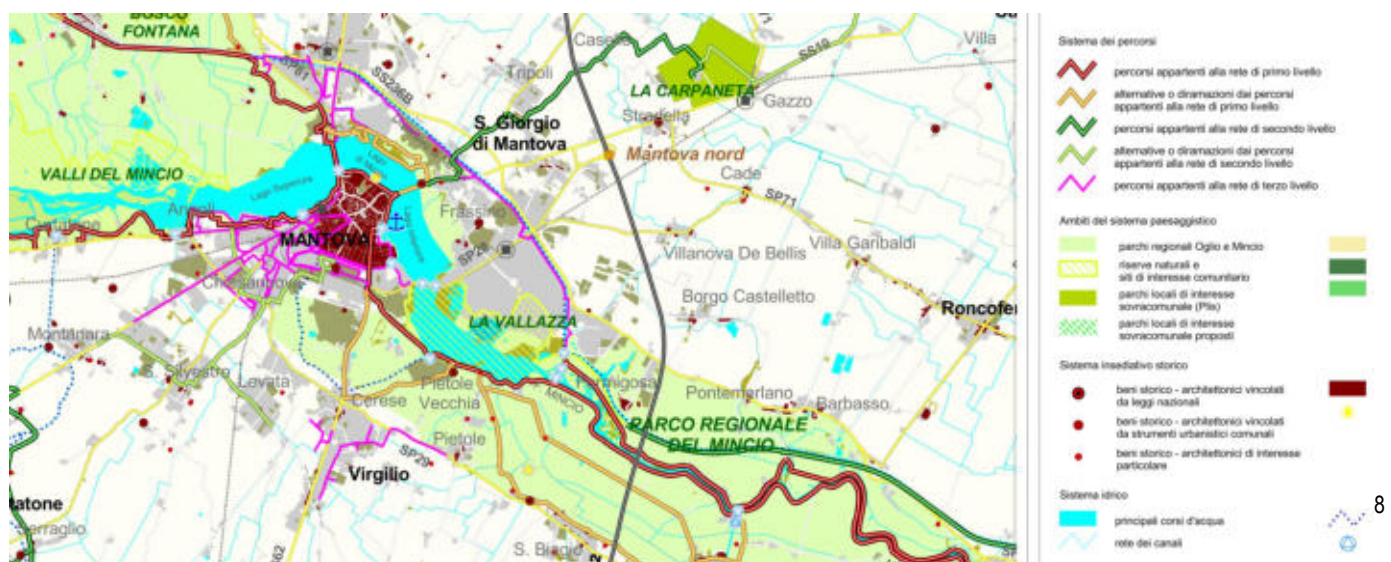 BOSCO
FONTANA
VALLI DEL MINCIO
SP61
SS236B
Tripoli
S. Giorgio
di Mantova
LA CARPANETA
SS10
Villa
Gazzo
Stradella
Mantova nord
Cade
SP71
Lago Superiore
MANTOVA
Frassino
Villanova De Bellis
Villa Garibaldi
Borgo Castelletto
Roncofer
LA VALLAZZA
Montanara
S. Silvestro
Levata
Cerese
Pietole
Vecchia
Pietole
SP29
Virgilio
MINCIO
Formigosa
Pontemerlano
Barbasso
PARCO REGIONALE
DEL MINCIO
S. Biagio
atone
Serraglio
62
Sistema dei percorsi
percorsi appartenti alla rete di primo livello
alternative o diramazioni dai percorsi
appartenti alla rete di primo livello
percorsi appartenti alla rete di secondo livello
alternative o diramazioni dai percorsi
appartenti alla rete di secondo livello
percorsi appartenti alla rete di terzo livello
Ambiti del sistema paesaggistico
parchi regionali Oglio e Mincio
riserve naturali e
siti di interesse comunitario
parchi locali di interesse
sovracomunale (Plis)
parchi locali di interesse
sovracomunale proposti
Sistema insediativo storico
beni storico - architettonici vincolati
da leggi nazionali
beni storico - architettonici vincolati
da strumenti urbanistici comunali
beni storico - architettonici di interesse
particolare
Sistema idrico
principali corsi d'acqua
rete dei canali
8